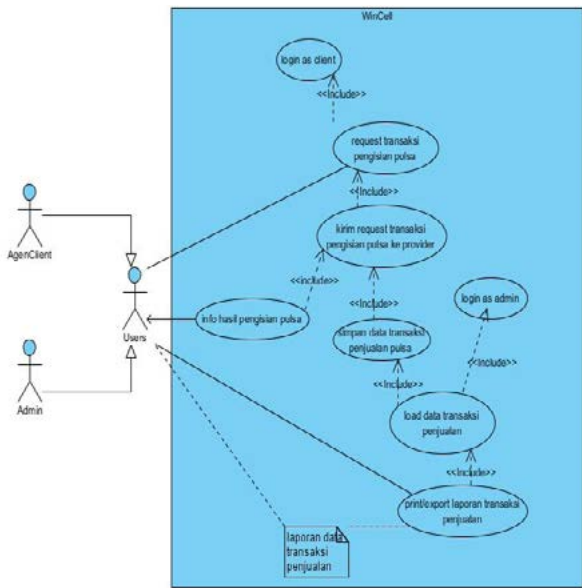 WinCell
login as client
<<Include>>
request transaksi
pengisian pulsa
<<Include>>
kirim request transaksi
pengisian pulsa ke provider
AgenClient
<<include>>
login as admin
info hasil pengisian pulsa
simpan data transaksi
penjualan pulsa
Users
<<Include>>
<<Include>>
Admin
load data transaksi
penjualan
<<Include>>
print/export laporan transaksi
penjualan
laporan data
transaksi
penjualan